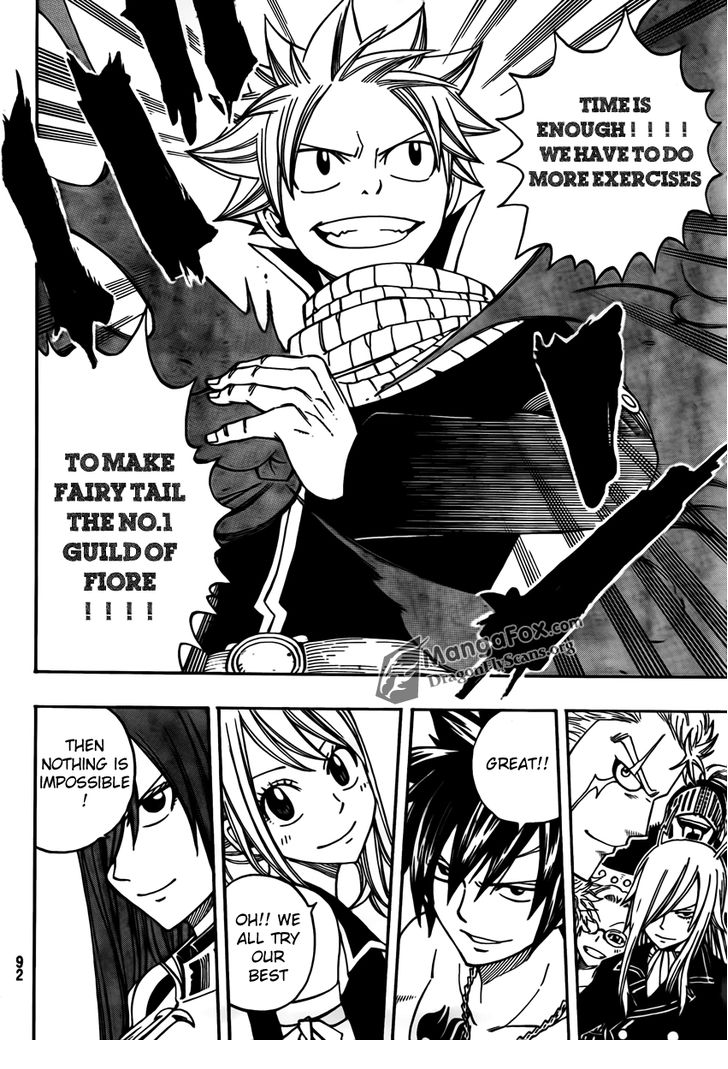 TIME IS
ENOUGH! ! ! !
WE HAVE TO DO
MORE EXERCISES
TO MAKE
FAIRY TAIL
THE NO.1
GUILD OF
FIORE
! ! ! !
MangaFox.com
DragonFlyScans.org
GREAT!!
OH!! WE
ALL TRY
OUR
BEST
THEN
NOTHING IS
IMPOSSIBLE
!
92